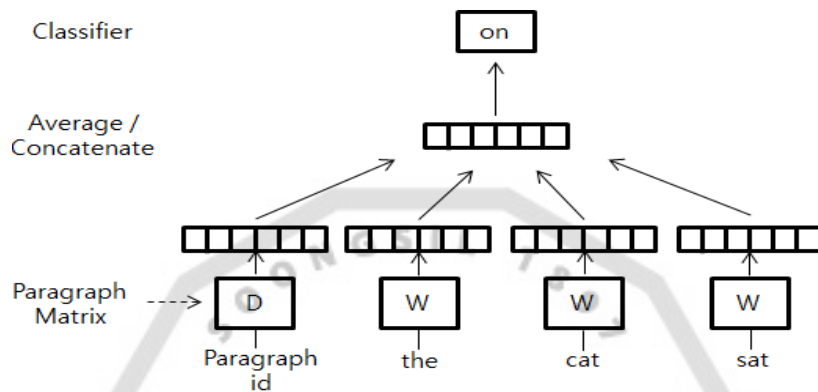 Classifier
on
Average /
Concatenate
Paragraph
Matrix
D
W
W
W
Paragraph
id
the
cat
sat